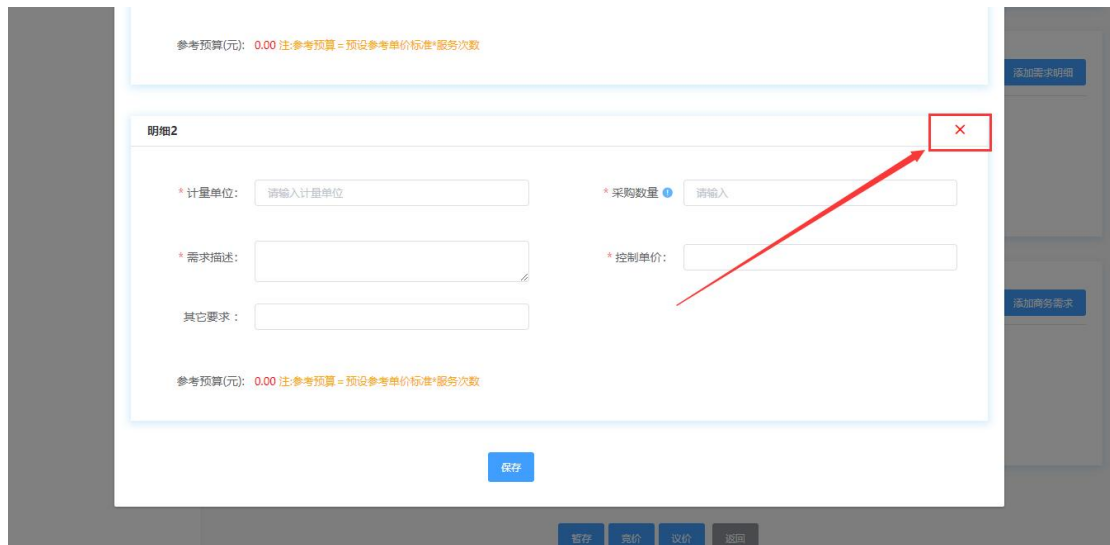 参考预算(元): 0.00 注:参考预算=预设参考单价标准*服务次数
添加需求明细
明细2
* 计量单位： 请输入计量单位
* 采购数量 请输入
* 需求描述：
* 控制单价：
其它要求：
添加商务需求
参考预算(元): 0.00 注:参考预算=预设参考单价标准*服务次数
保存
暂存 竞价 议价 返回